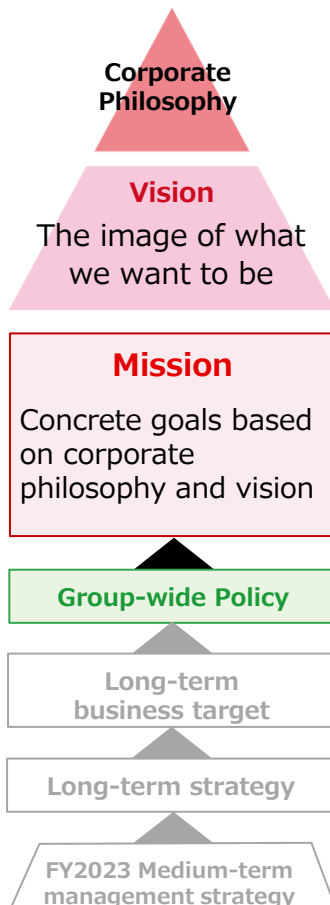 Corporate
Philosophy
Vision
The image of what
we want to be
Mission
Concrete goals based
on corporate
philosophy and vision
Group-wide Policy
Long-term
business target
Long-term strategy
FY2023 Medium-term
management strategy